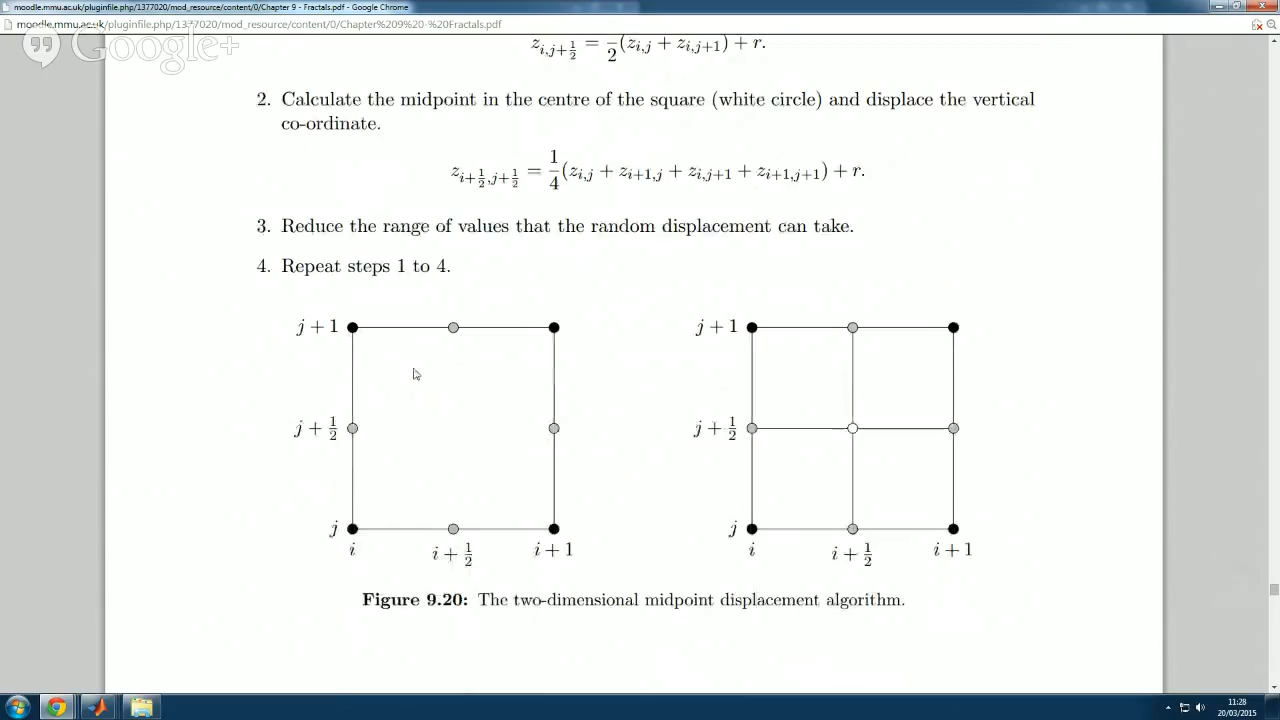 moodle.mmu.ac.uk/pluginfile.php/1377020/mod_resource/content/0/Chapter 9 - Fractals.pdf - Google Chrome
moodle.mmu.ac.uk/pluginfile.php/1377020/mod_resource/content/0/Chapter%209%20-%20Fractals.pdf
Google+
z_{i,j+\frac{1}{2}} = \frac{1}{2}(z_{i,j} + z_{i,j+1}) + r.
2. Calculate the midpoint in the centre of the square (white circle) and displace the vertical
co-ordinate.
z_{i+\frac{1}{2},j+\frac{1}{2}} = \frac{1}{4}(z_{i,j} + z_{i+1,j} + z_{i,j+1} + z_{i+1,j+1}) + r.
3. Reduce the range of values that the random displacement can take.
4. Repeat steps 1 to 4.
j + 1
j + 1/2
j
i
i + 1/2
i + 1
j + 1
j + 1/2
j
i
i + 1/2
i + 1
Figure 9.20: The two-dimensional midpoint displacement algorithm.
11:28
20/03/2015